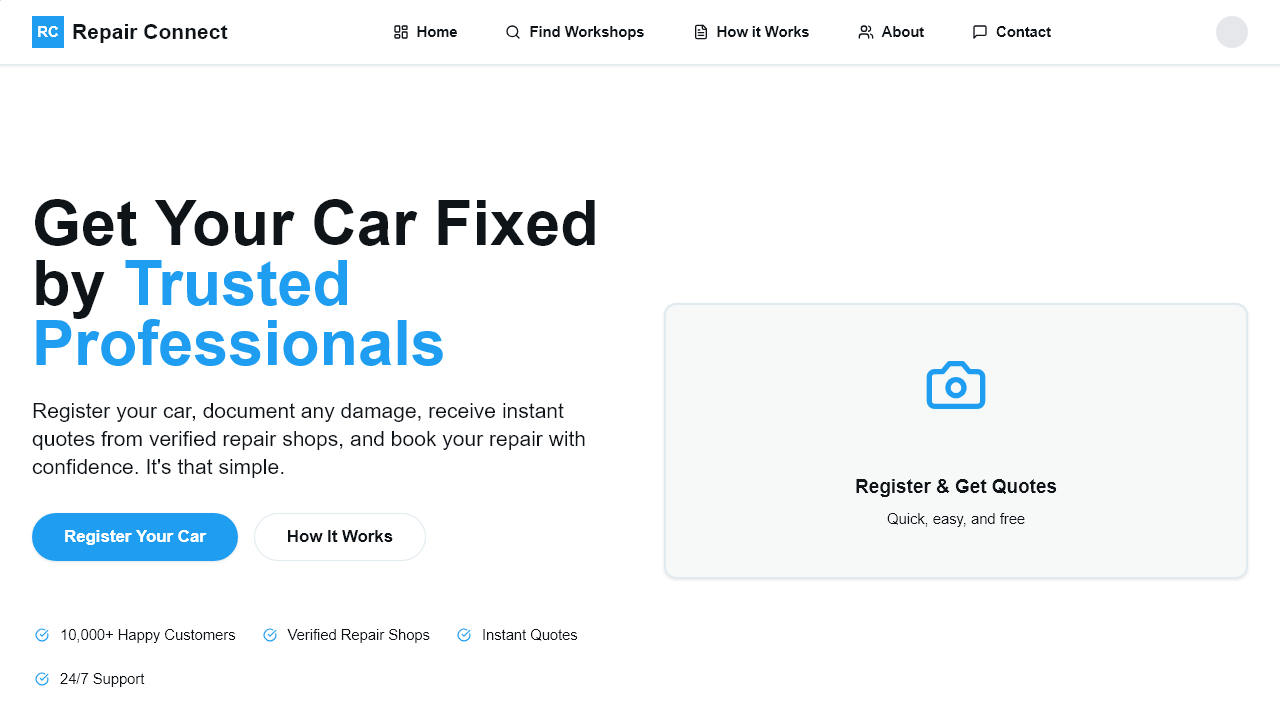 RC Repair Connect
Home
Find Workshops
How it Works
About
Contact
Get Your Car Fixed
by Trusted
Professionals
Register your car, document any damage, receive instant
quotes from verified repair shops, and book your repair with
confidence. It's that simple.
Register Your Car
How It Works
10,000+ Happy Customers
Verified Repair Shops
Instant Quotes
24/7 Support
Register & Get Quotes
Quick, easy, and free